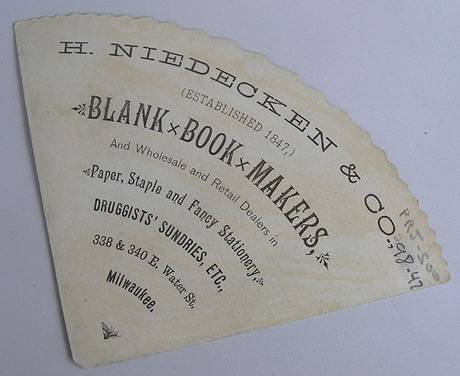 H. NIEDECKEN & CO.,
(ESTABLISHED 1847,)
BLANK × BOOK × MAKERS,
And Wholesale and Retail Dealers in
Paper, Staple and Fancy Stationery,
DRUGGISTS' SUNDRIES, ETC.,
338 & 340 E. Water St.
Milwaukee.